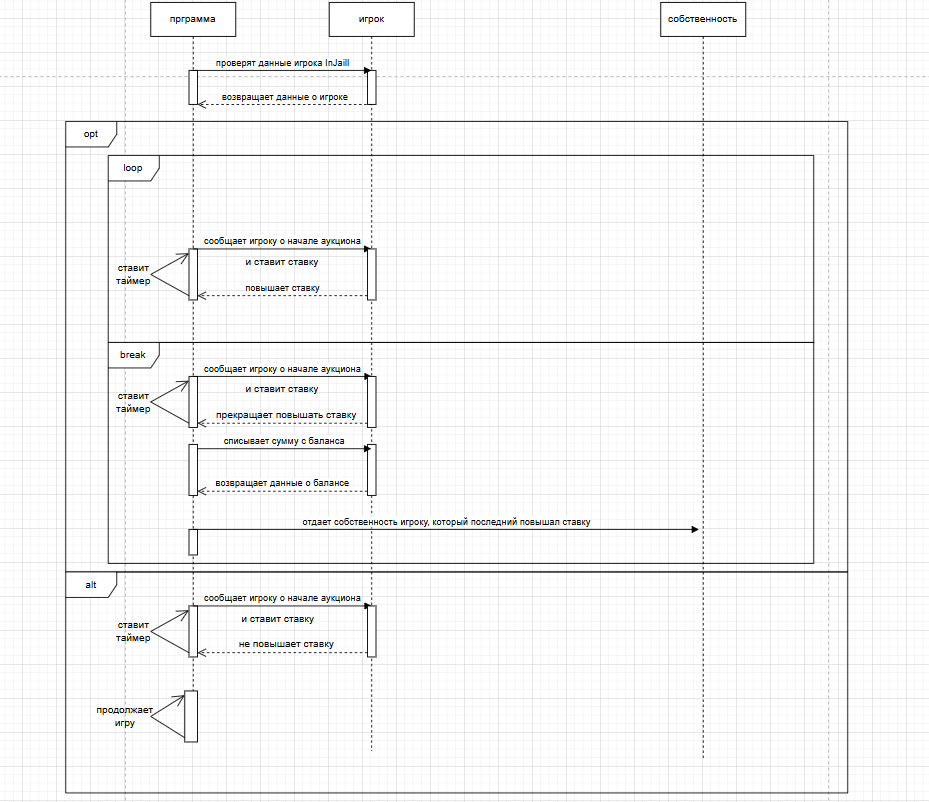 прграмма
игрок
собственность
проверят данные игрока InJaill
возвращает данные о игроке
opt
loop
сообщает игроку о начале аукциона
и ставит ставку
ставит
таймер
повышает ставку
break
сообщает игроку о начале аукциона
и ставит ставку
ставит
таймер
прекращает повышать ставку
списывает сумму с баланса
возвращает данные о балансе
отдает собственность игроку, который последний повышал ставку
alt
сообщает игроку о начале аукциона
и ставит ставку
ставит
таймер
не повышает ставку
продолжает
игру